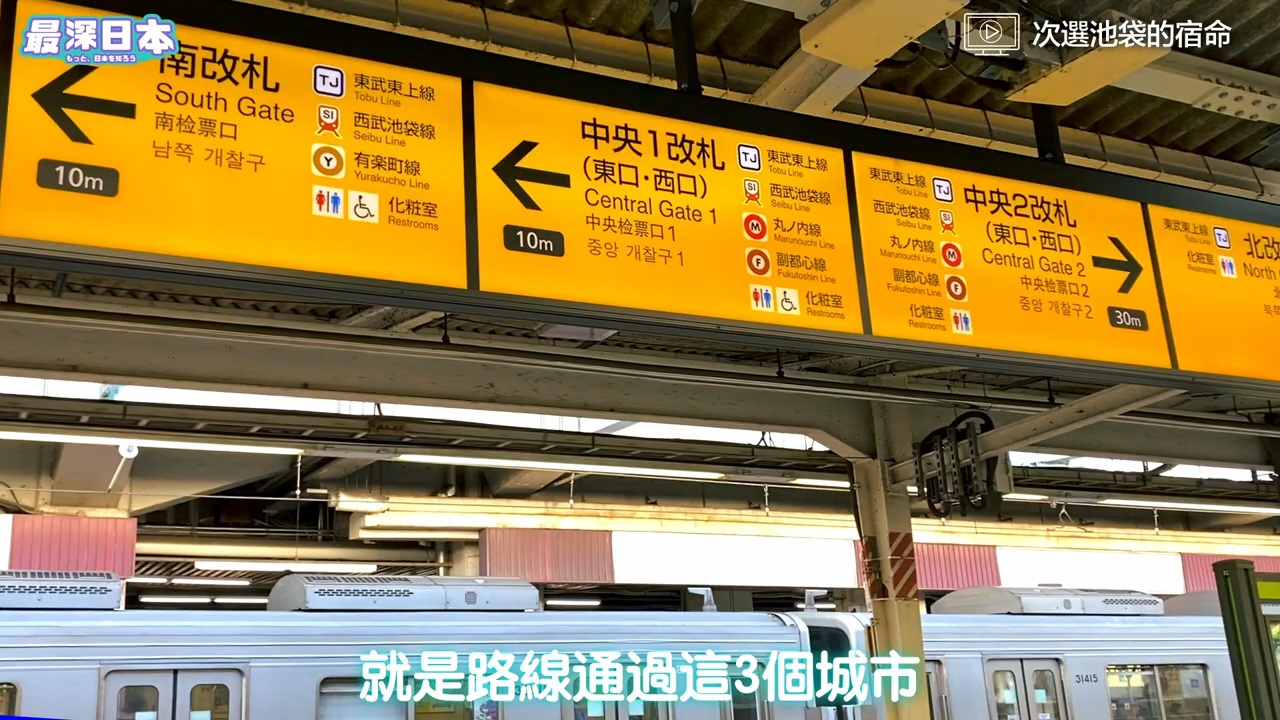 最深日本
もっと、日本を知ろう
次選池袋的宿命
南改札
South Gate
南检票口
남쪽 개찰구
10m
TJ
東武東上線
Tobu Line
SI
西武池袋線
Seibu Line
Y
有楽町線
Yurakucho Line
化粧室
Restrooms
中央1改札
(東口・西口)
Central Gate 1
中央检票口1
중앙 개찰구1
10m
TJ
東武東上線
Tobu Line
SI
西武池袋線
Seibu Line
M
丸ノ内線
Marunouchi Line
F
副都心線
Fukutoshin Line
化粧室
Restrooms
東武東上線
Tobu Line
TJ
西武池袋線
Seibu Line
SI
丸ノ内線
Marunouchi Line
M
副都心線
Fukutoshin Line
F
化粧室
Restrooms
中央2改札
(東口・西口)
Central Gate 2
中央检票口2
중앙 개찰구2
30m
東武東上線
Tobu Line
TJ
化粧室
Restrooms
北改
North
31415
就是路線通過這3個城市